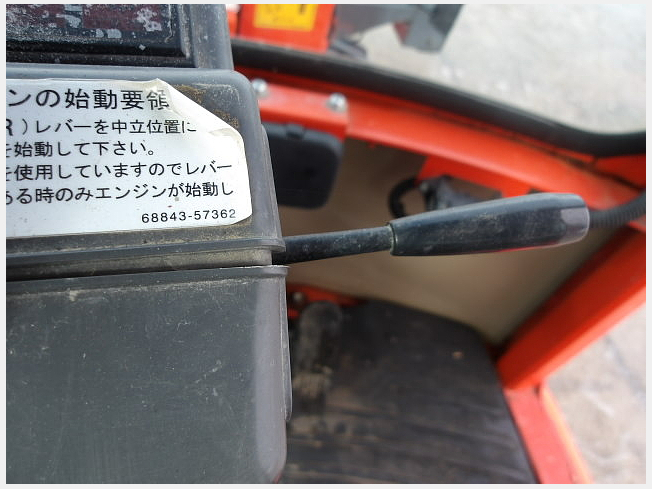 ンの始動要領
R）レバーを中立位置に
を始動して下さい。
を使用していますのでレバー
ある時のみエンジンが始動し
68843-57362